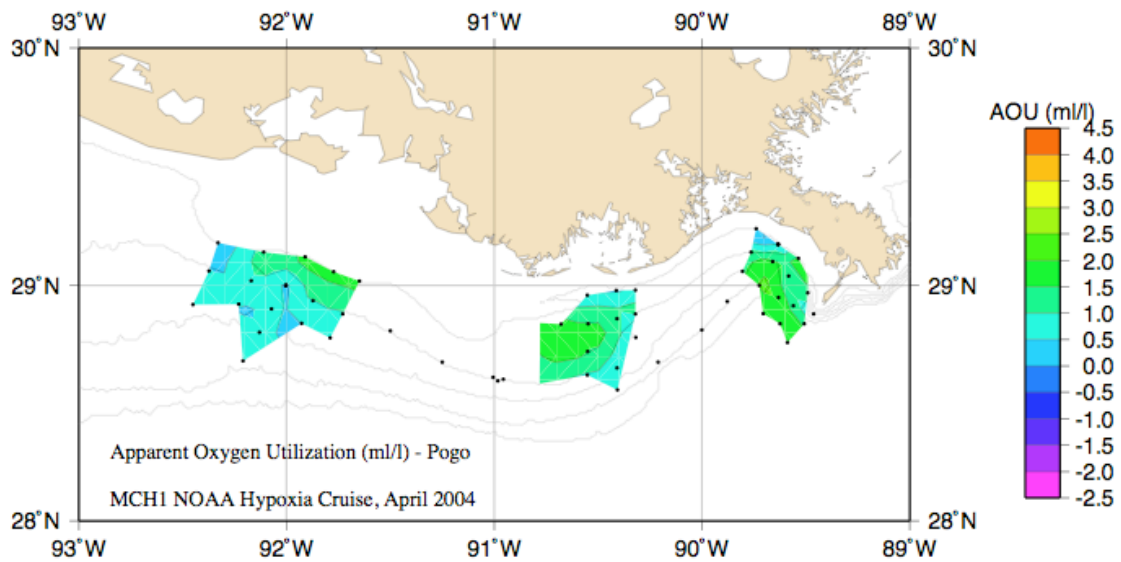 93°W 92°W 91°W 90°W 89°W
30°N 30°N
AOU (ml/l)
4.5
4.0
3.5
3.0
2.5
2.0
1.5
1.0
0.5
0.0
-0.5
-1.0
-1.5
-2.0
-2.5
29°N 29°N
Apparent Oxygen Utilization (ml/l) - Pogo
MCH1 NOAA Hypoxia Cruise, April 2004
28°N 28°N
93°W 92°W 91°W 90°W 89°W